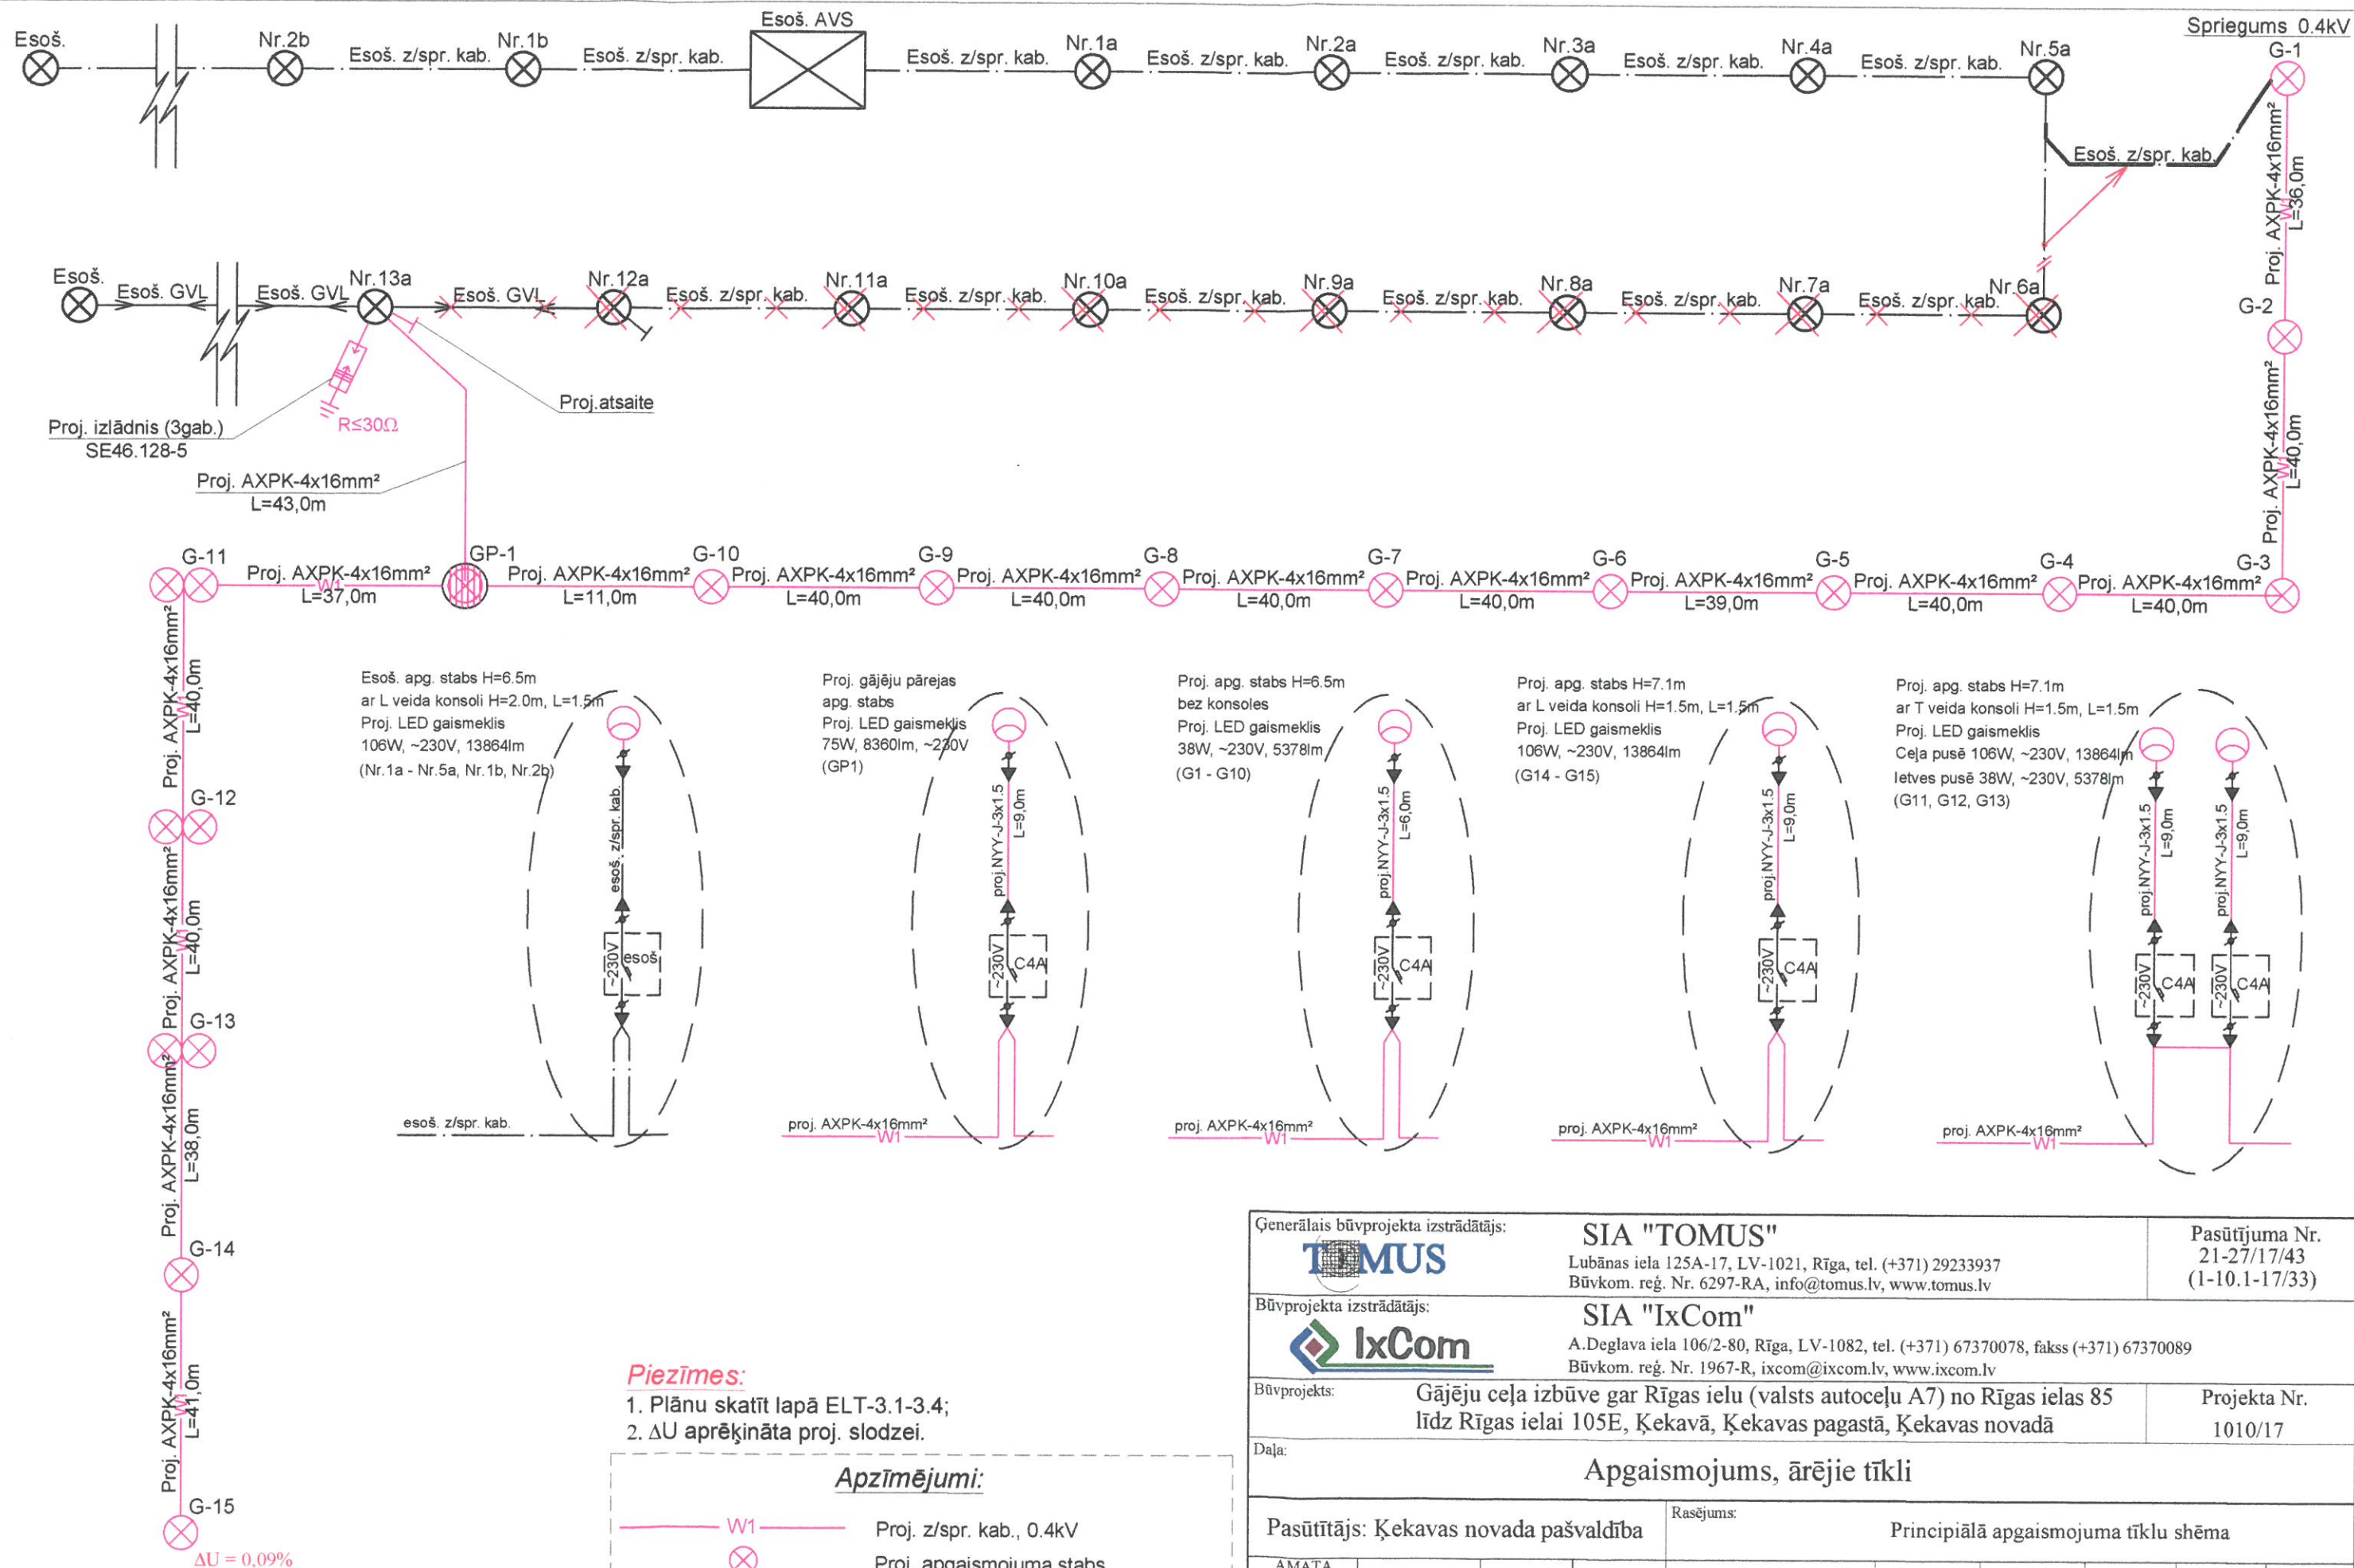 Esoš. AVS
Spriegums 0.4kV
Esoš.
Nr.2b
Esoš. z/spr. kab.
Nr.1b
Esoš. z/spr. kab.
Esoš. z/spr. kab.
Nr.1a
Esoš. z/spr. kab.
Nr.2a
Esoš. z/spr. kab.
Nr.3a
Esoš. z/spr. kab.
Nr.4a
Esoš. z/spr. kab.
Nr.5a
G-1
Esoš. z/spr. kab.
Proj. AXPK-4x16mm²
W1
L=36,0m
Esoš.
Esoš. GVL
Esoš. GVL
Nr.13a
Esoš. GVL
Nr.12a
Esoš. z/spr. kab.
Nr.11a
Esoš. z/spr. kab.
Nr.10a
Esoš. z/spr. kab.
Nr.9a
Esoš. z/spr. kab.
Nr.8a
Esoš. z/spr. kab.
Nr.7a
Esoš. z/spr. kab.
Nr.6a
G-2
Proj. AXPK-4x16mm²
W1
L=40,0m
Proj.atsaite
Proj. izlādnis (3gab.)
SE46.128-5
R≤30Ω
Proj. AXPK-4x16mm²
L=43,0m
G-11
Proj. AXPK-4x16mm²
W1
L=37,0m
GP-1
Proj. AXPK-4x16mm²
L=11,0m
G-10
Proj. AXPK-4x16mm²
L=40,0m
G-9
Proj. AXPK-4x16mm²
L=40,0m
G-8
Proj. AXPK-4x16mm²
L=40,0m
G-7
Proj. AXPK-4x16mm²
L=40,0m
G-6
Proj. AXPK-4x16mm²
L=39,0m
G-5
Proj. AXPK-4x16mm²
L=40,0m
G-4
Proj. AXPK-4x16mm²
L=40,0m
G-3
Proj. AXPK-4x16mm²
W1
L=40,0m
G-12
Proj. AXPK-4x16mm²
W1
L=40,0m
G-13
Proj. AXPK-4x16mm²
L=38,0m
G-14
Proj. AXPK-4x16mm²
W1
L=41,0m
G-15
ΔU = 0,09%
Esoš. apg. stabs H=6.5m
ar L veida konsoli H=2.0m, L=1.5m
Proj. LED gaismeklis
106W, ~230V, 13864lm
(Nr.1a - Nr.5a, Nr.1b, Nr.2b)
esoš. z/spr. kab.
~230V
esoš.
esoš. z/spr. kab.
Proj. gājēju pārejas
apg. stabs
Proj. LED gaismeklis
75W, 8360lm, ~230V
(GP1)
proj.NYY-J-3x1.5
L=9,0m
~230V
C4A
proj. AXPK-4x16mm²
W1
Proj. apg. stabs H=6.5m
bez konsoles
Proj. LED gaismeklis
38W, ~230V, 5378lm
(G1 - G10)
proj.NYY-J-3x1.5
L=6,0m
~230V
C4A
proj. AXPK-4x16mm²
W1
Proj. apg. stabs H=7.1m
ar L veida konsoli H=1.5m, L=1.5m
Proj. LED gaismeklis
106W, ~230V, 13864lm
(G14 - G15)
proj.NYY-J-3x1.5
L=9,0m
~230V
C4A
proj. AXPK-4x16mm²
W1
Proj. apg. stabs H=7.1m
ar T veida konsoli H=1.5m, L=1.5m
Proj. LED gaismeklis
Ceļa pusē 106W, ~230V, 13864lm
Ietves pusē 38W, ~230V, 5378lm
(G11, G12, G13)
proj.NYY-J-3x1.5
L=9,0m
proj.NYY-J-3x1.5
L=9,0m
~230V
C4A
~230V
C4A
proj. AXPK-4x16mm²
W1
Piezīmes:
1. Plānu skatīt lapā ELT-3.1-3.4;
2. ΔU aprēķināta proj. slodzei.
Apzīmējumi:
W1 Proj. z/spr. kab., 0.4kV
Proj. apgaismojuma stabs
Ģenerālais būvprojekta izstrādātājs:
TOMUS
SIA "TOMUS"
Lubānas iela 125A-17, LV-1021, Rīga, tel. (+371) 29233937
Būvkom. reģ. Nr. 6297-RA, info@tomus.lv, www.tomus.lv
Pasūtījuma Nr.
21-27/17/43
(1-10.1-17/33)
Būvprojekta izstrādātājs:
IxCom
SIA "IxCom"
A.Deglava iela 106/2-80, Rīga, LV-1082, tel. (+371) 67370078, fakss (+371) 67370089
Būvkom. reģ. Nr. 1967-R, ixcom@ixcom.lv, www.ixcom.lv
Būvprojekts:
Gājēju ceļa izbūve gar Rīgas ielu (valsts autoceļu A7) no Rīgas ielas 85
līdz Rīgas ielai 105E, Ķekavā, Ķekavas pagastā, Ķekavas novadā
Projekta Nr.
1010/17
Daļa:
Apgaismojums, ārējie tīkli
Pasūtītājs: Ķekavas novada pašvaldība
Rasējums:
Principiālā apgaismojuma tīklu shēma
AMATA